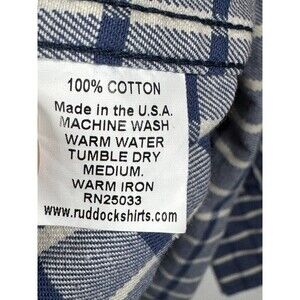 100% COTTON
Made in the U.S.A.
MACHINE WASH
WARM WATER
TUMBLE DRY
MEDIUM.
WARM IRON
RN25033
www.ruddockshirts.com